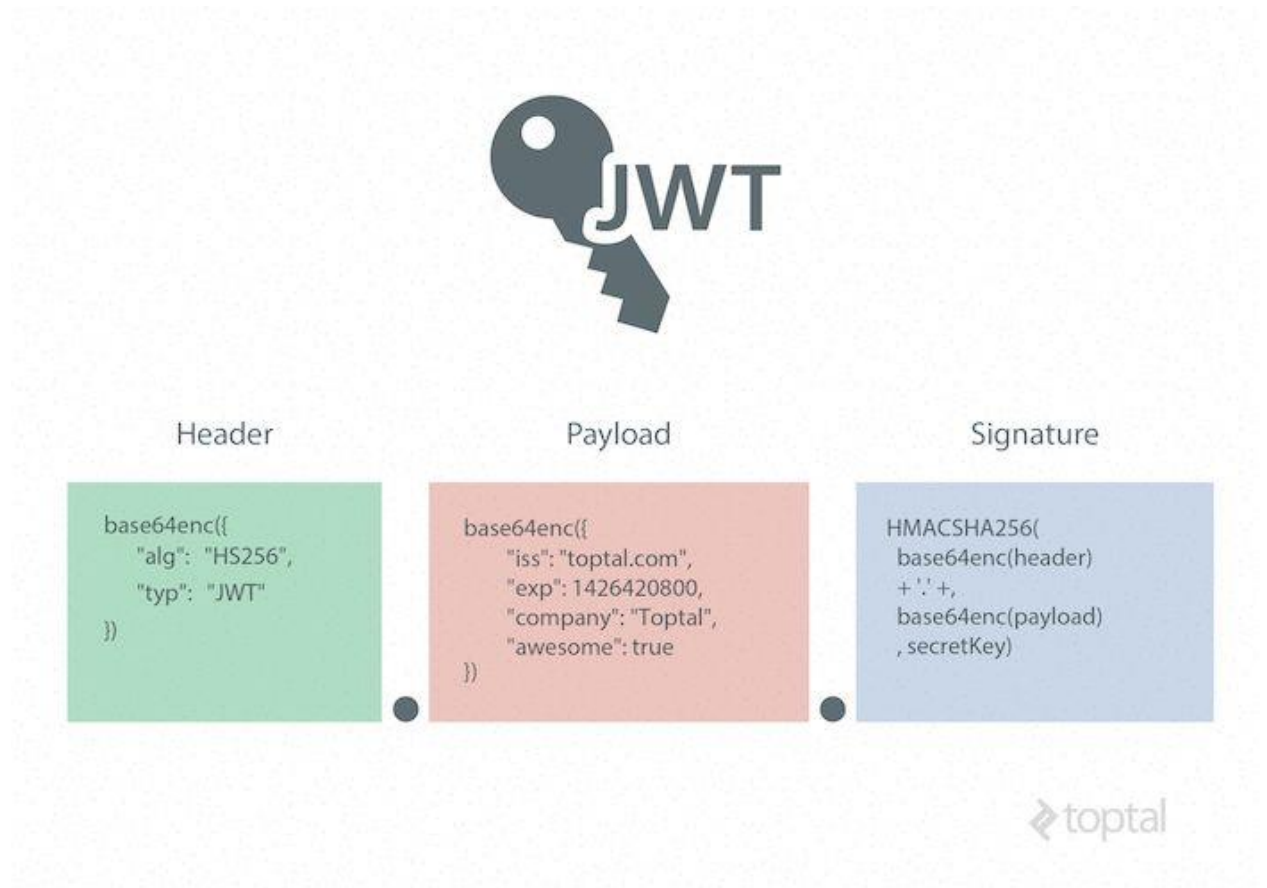 JWT
Header
base64enc({
"alg": "HS256",
"typ": "JWT"
})
Payload
base64enc({
"iss": "toptal.com",
"exp": 1426420800,
"company": "Toptal",
"awesome": true
})
Signature
HMACSHA256(
base64enc(header)
+ '.' +,
base64enc(payload)
, secretKey)
toptal